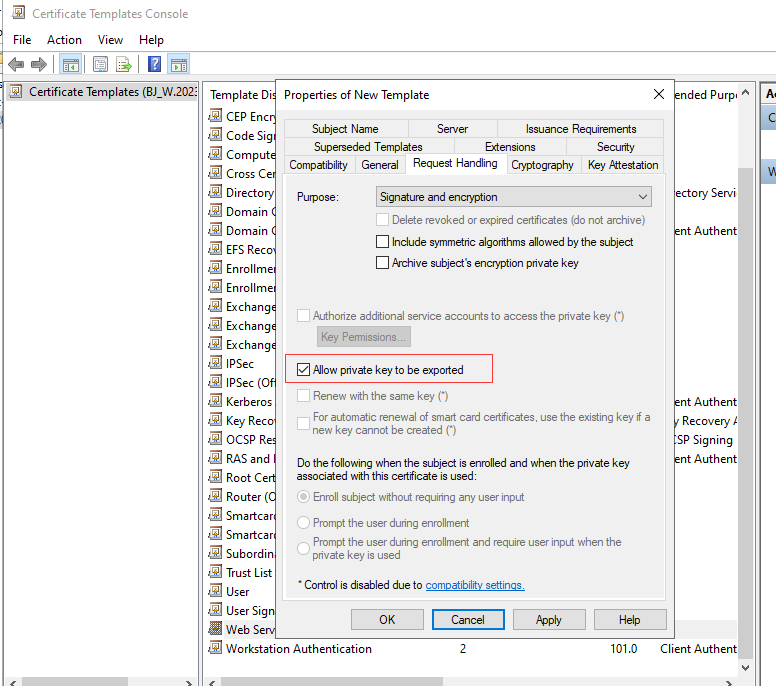 Certificate Templates Console
File Action View Help
Certificate Templates (BJ_W.2023
Template Dis
ended Purp
CEP Encry
Code Sign
Compute
Cross Cer
Directory
ectory Servi
Domain C
Domain C
ent Authent
EFS Recov
Enrollme
Enrollme
Exchange
Exchange
Exchange
IPSec
IPSec (Off
Kerberos
ent Authent
Key Recov
y Recovery A
OCSP Res
CSP Signing
RAS and I
ent Authent
Root Cert
Router (O
Smartcard
Smartcard
Subordina
Trust List
User
User Sign
Web Serv
Workstation Authentication 2 101.0 Client Authent
Properties of New Template
Subject Name Server Issuance Requirements
Superseded Templates Extensions Security
Compatibility General Request Handling Cryptography Key Attestation
Purpose: Signature and encryption
Delete revoked or expired certificates (do not archive)
Include symmetric algorithms allowed by the subject
Archive subject's encryption private key
Authorize additional service accounts to access the private key (*)
Key Permissions...
Allow private key to be exported
Renew with the same key (*)
For automatic renewal of smart card certificates, use the existing key if a
new key cannot be created (*)
Do the following when the subject is enrolled and when the private key
associated with this certificate is used:
Enroll subject without requiring any user input
Prompt the user during enrollment
Prompt the user during enrollment and require user input when the
private key is used
* Control is disabled due to compatibility settings.
OK Cancel Apply Help